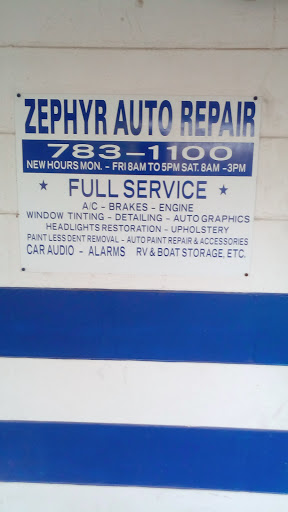 ZEPHYR AUTO REPAIR
783-1100
NEW HOURS MON. - FRI 8AM TO 5PM SAT. 8AM -3PM
FULL SERVICE
A/C - BRAKES - ENGINE
WINDOW TINTING - DETAILING - AUTO GRAPHICS
HEADLIGHTS RESTORATION - UPHOLSTERY
PAINT LESS DENT REMOVAL - AUTO PAINT REPAIR & ACCESSORIES
CAR AUDIO - ALARMS RV & BOAT STORAGE, ETC.